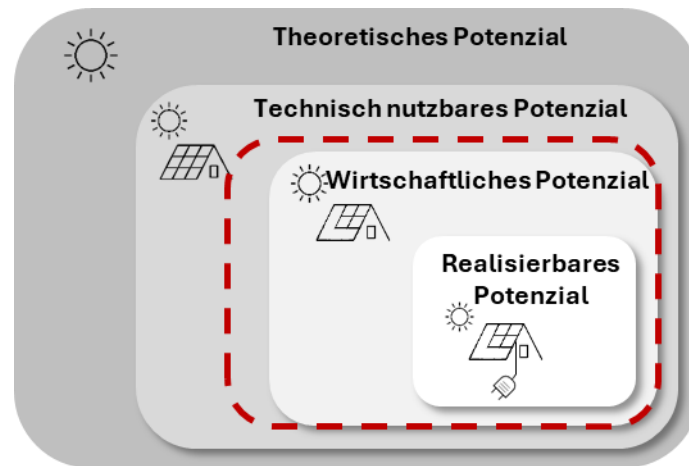 Theoretisches Potenzial
Technisch nutzbares Potenzial
Wirtschaftliches Potenzial
Realisierbares
Potenzial